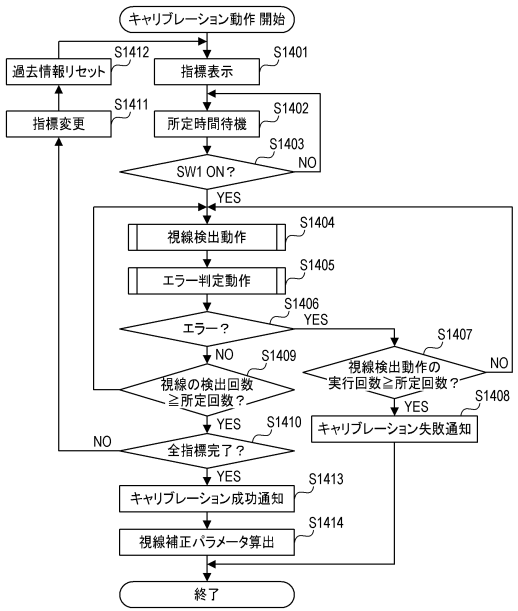 キャリブレーション動作 開始
S1412
S1401
過去情報リセット
指標表示
S1411
S1402
指標変更
所定時間待機
S1403
SW1 ON？
NO
YES
S1404
視線検出動作
S1405
エラー判定動作
S1406
エラー？
YES
NO
S1407
視線検出動作の
実行回数≧所定回数？
NO
S1409
視線の検出回数
≧所定回数？
YES
YES
S1408
キャリブレーション失敗通知
S1410
NO
全指標完了？
YES
S1413
キャリブレーション成功通知
S1414
視線補正パラメータ算出
終了